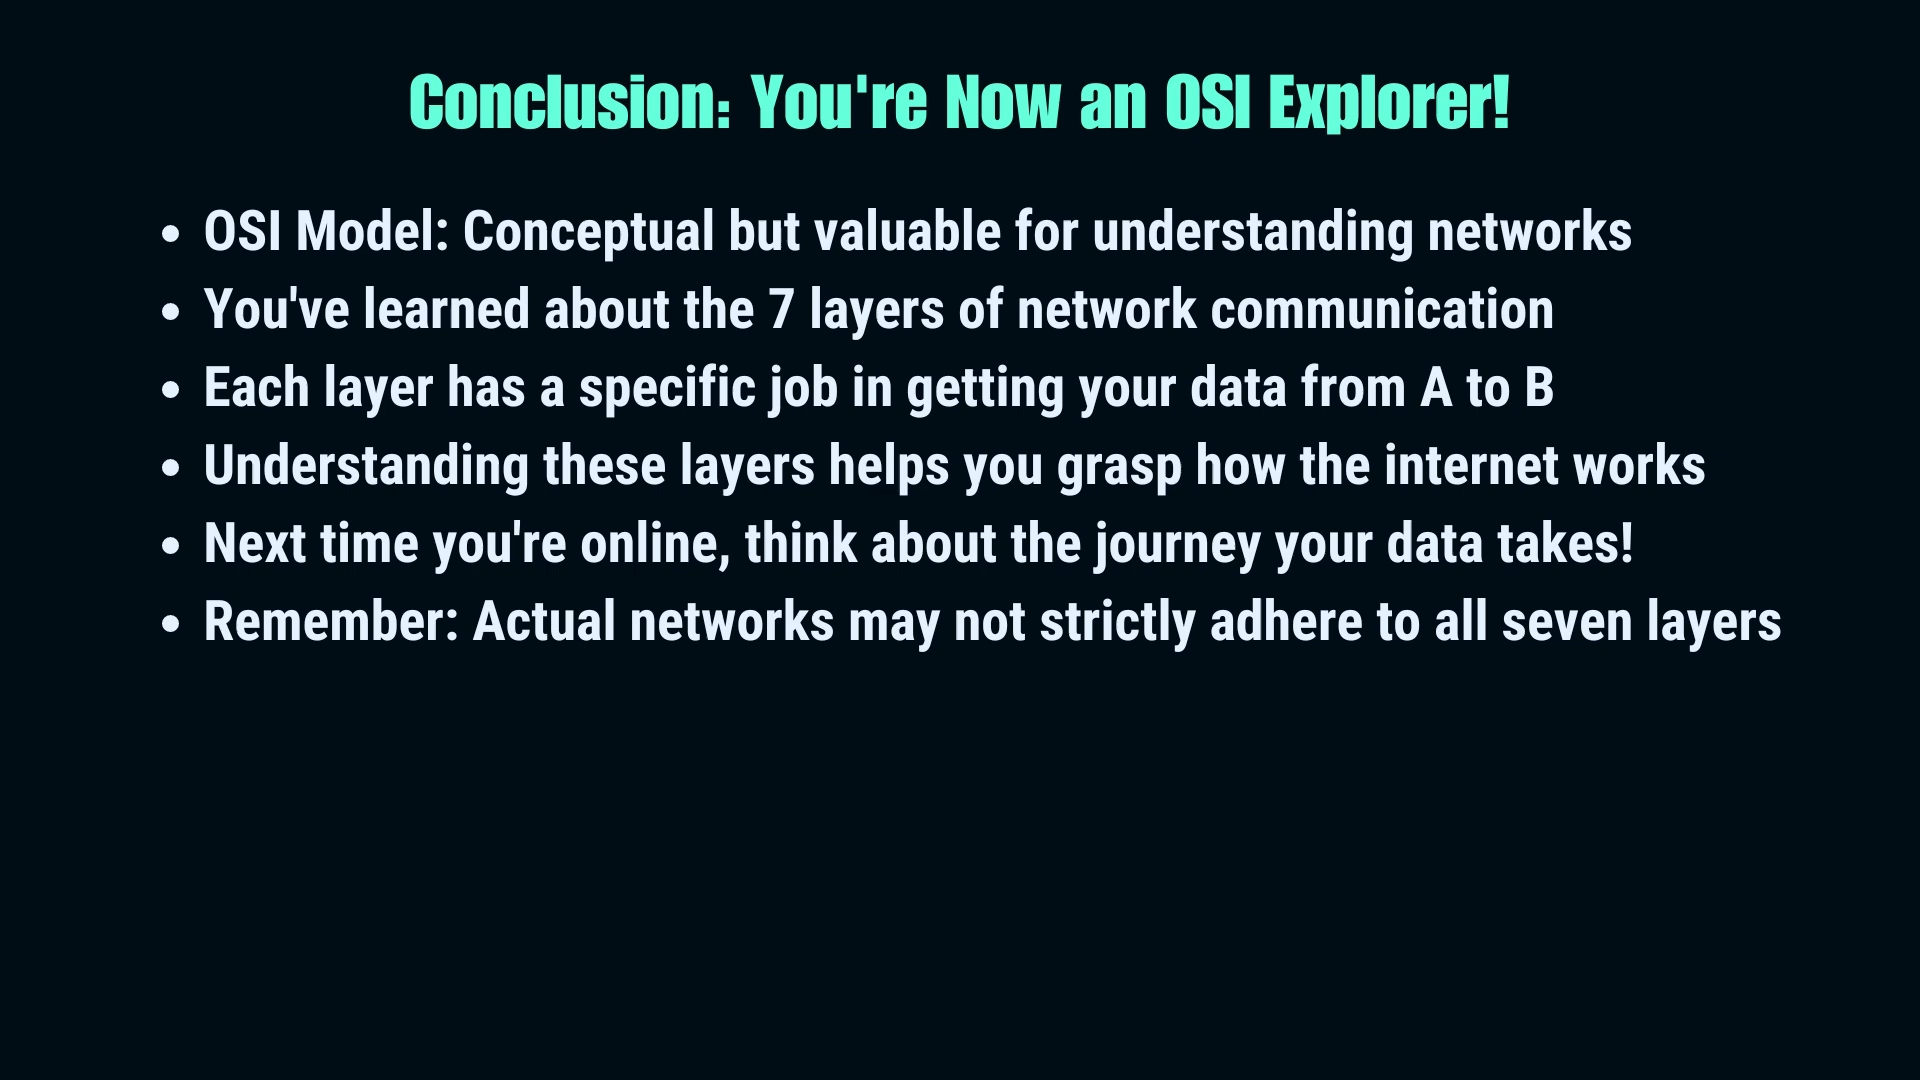 Conclusion: You're Now an OSI Explorer!
• OSI Model: Conceptual but valuable for understanding networks
• You've learned about the 7 layers of network communication
• Each layer has a specific job in getting your data from A to B
• Understanding these layers helps you grasp how the internet works
• Next time you're online, think about the journey your data takes!
• Remember: Actual networks may not strictly adhere to all seven layers